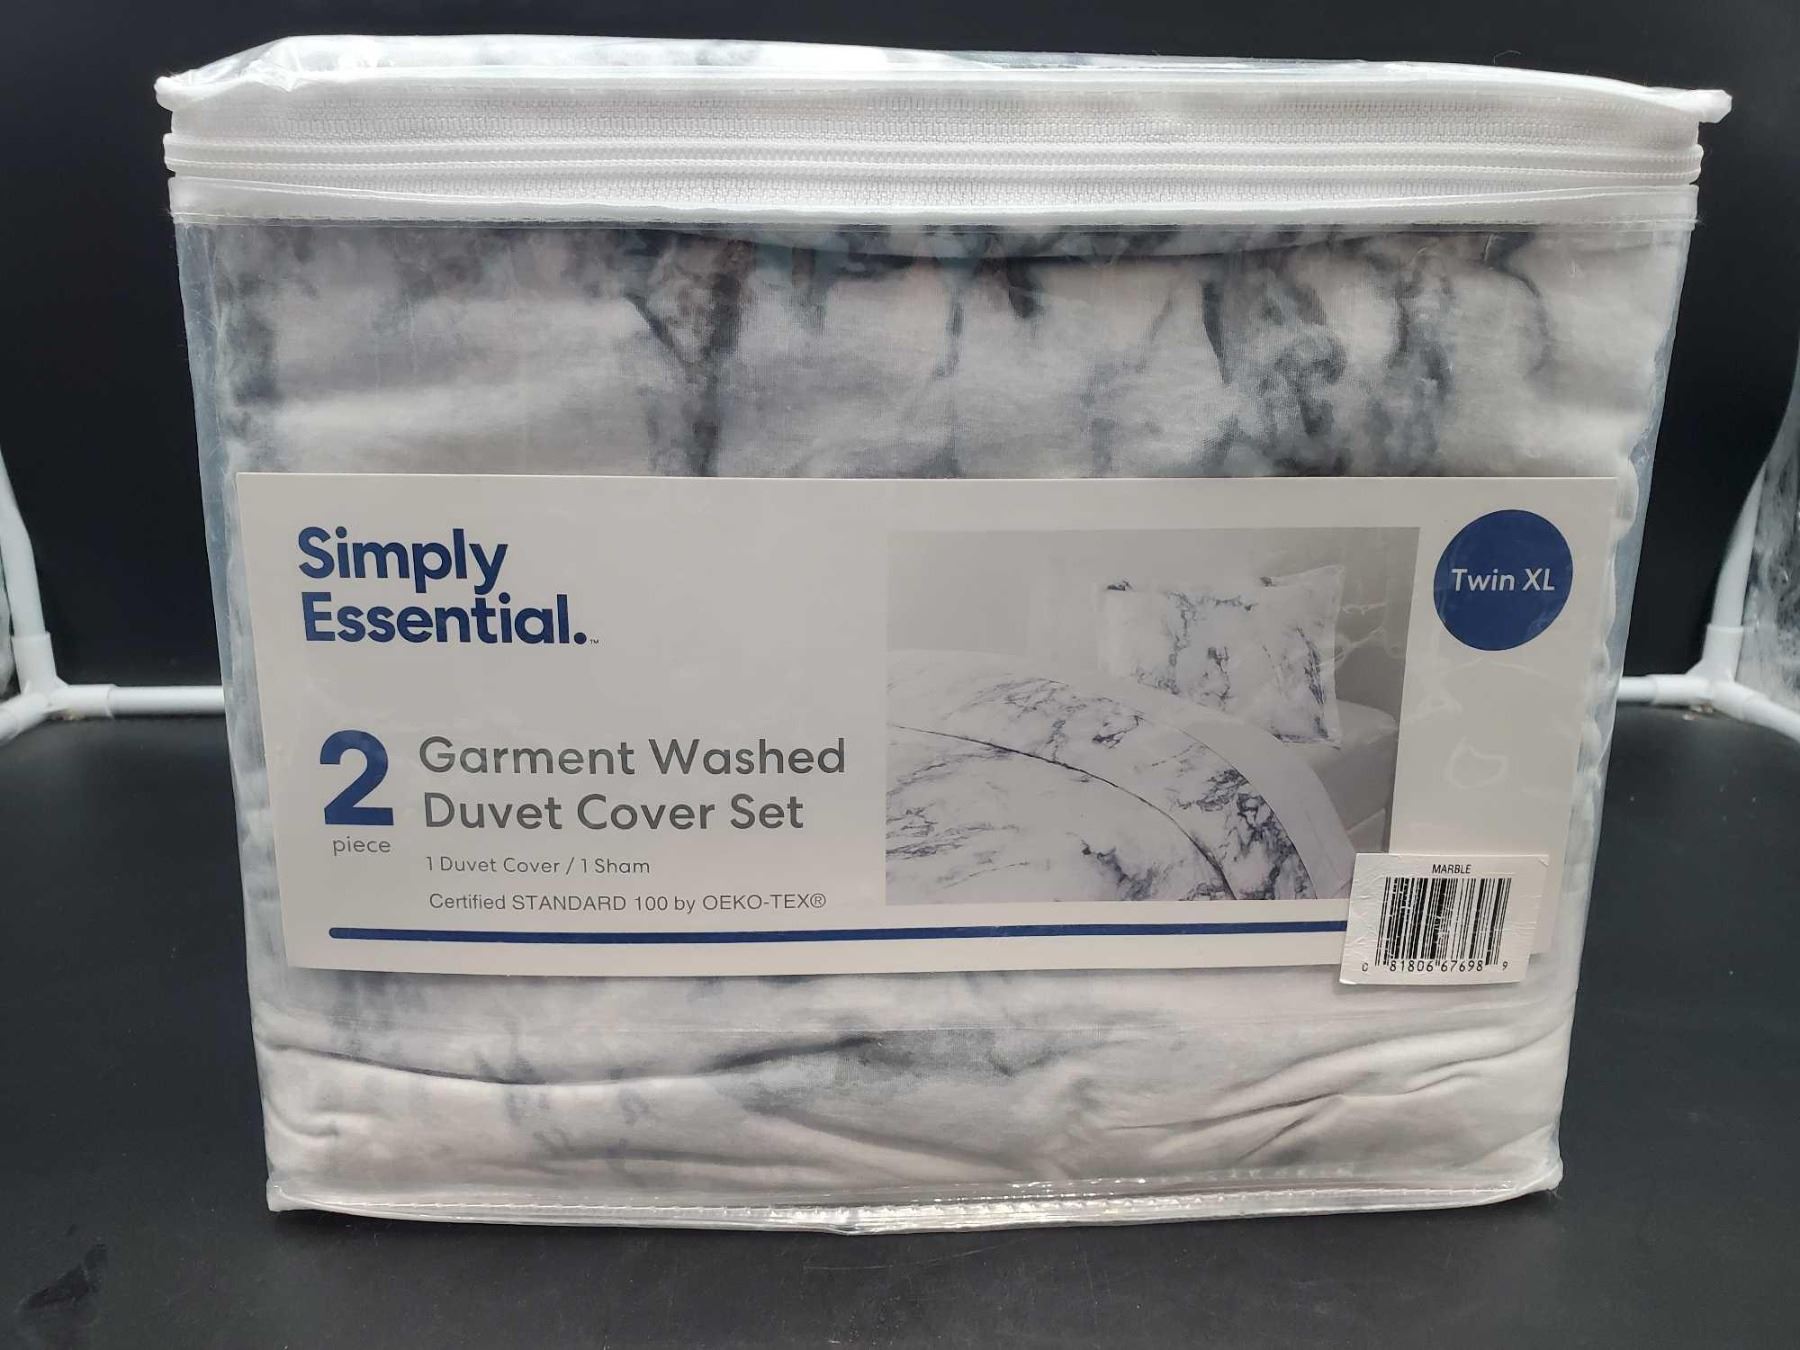 Simply
Essential.™
Twin XL
2
piece
Garment Washed
Duvet Cover Set
1 Duvet Cover / 1 Sham
Certified STANDARD 100 by OEKO-TEX®
MARBLE
0 81806 67698 9